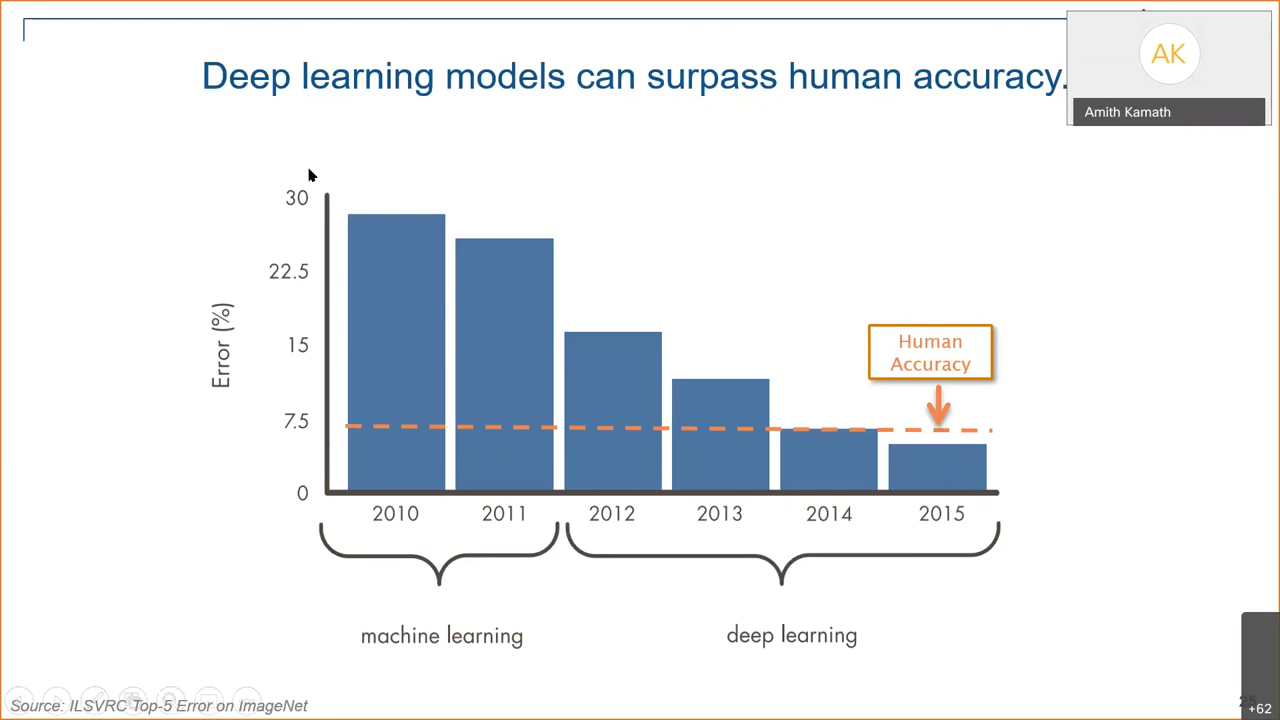 Deep learning models can surpass human accuracy.
AK
Amith Kamath
30
22.5
15
7.5
0
Error (%)
Human
Accuracy
2010 2011 2012 2013 2014 2015
machine learning deep learning
Source: ILSVRC Top-5 Error on ImageNet
+62